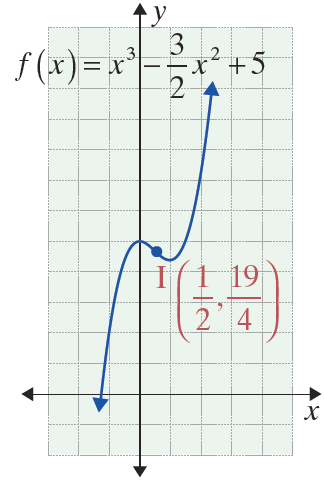 y
f(x) = x³ − 3/2 x² + 5
I (1/2, 19/4)
x